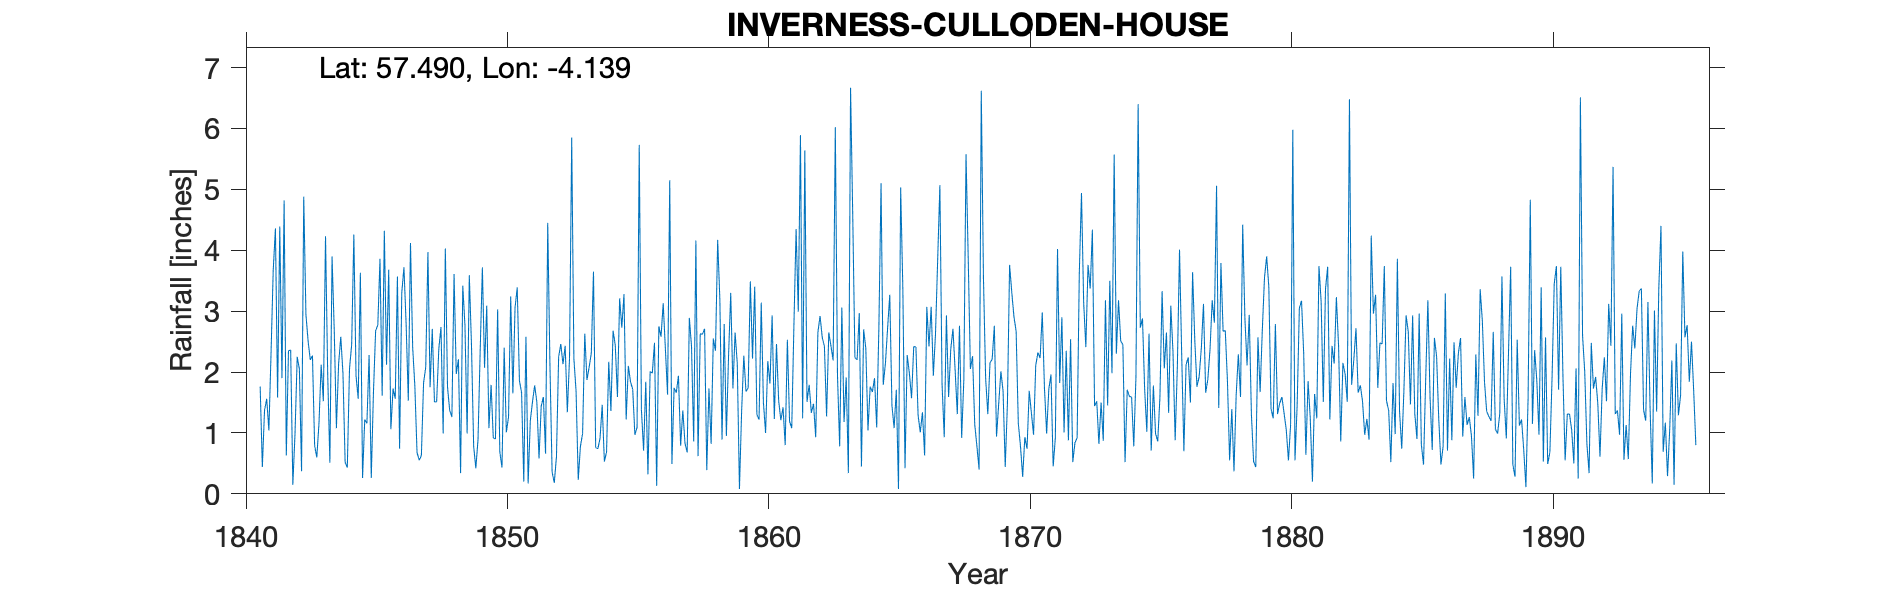 INVERNESS-CULLODEN-HOUSE
Lat: 57.490, Lon: -4.139
7
6
5
4
3
2
1
0
Rainfall [inches]
1840 1850 1860 1870 1880 1890
Year